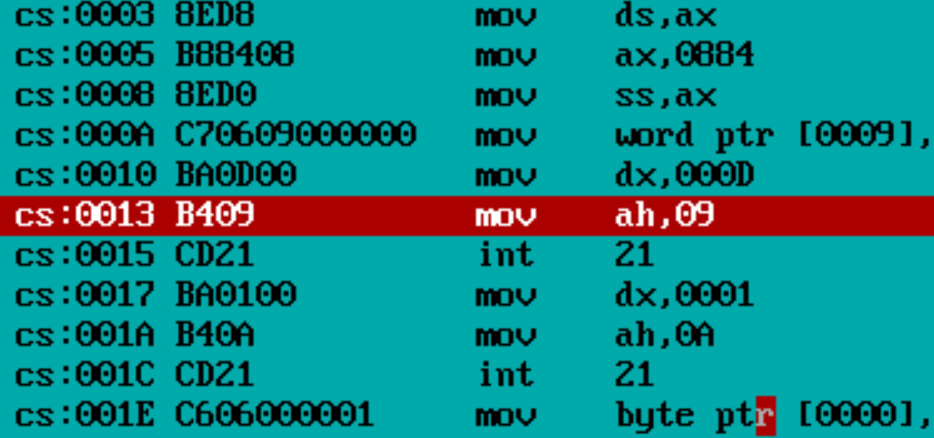 cs:0003 8ED8 mov ds,ax
cs:0005 B88408 mov ax,0884
cs:0008 8ED0 mov ss,ax
cs:000A C70609000000 mov word ptr [0009],
cs:0010 BA0D00 mov dx,000D
cs:0013 B409 mov ah,09
cs:0015 CD21 int 21
cs:0017 BA0100 mov dx,0001
cs:001A B40A mov ah,0A
cs:001C CD21 int 21
cs:001E C606000001 mov byte ptr [0000],